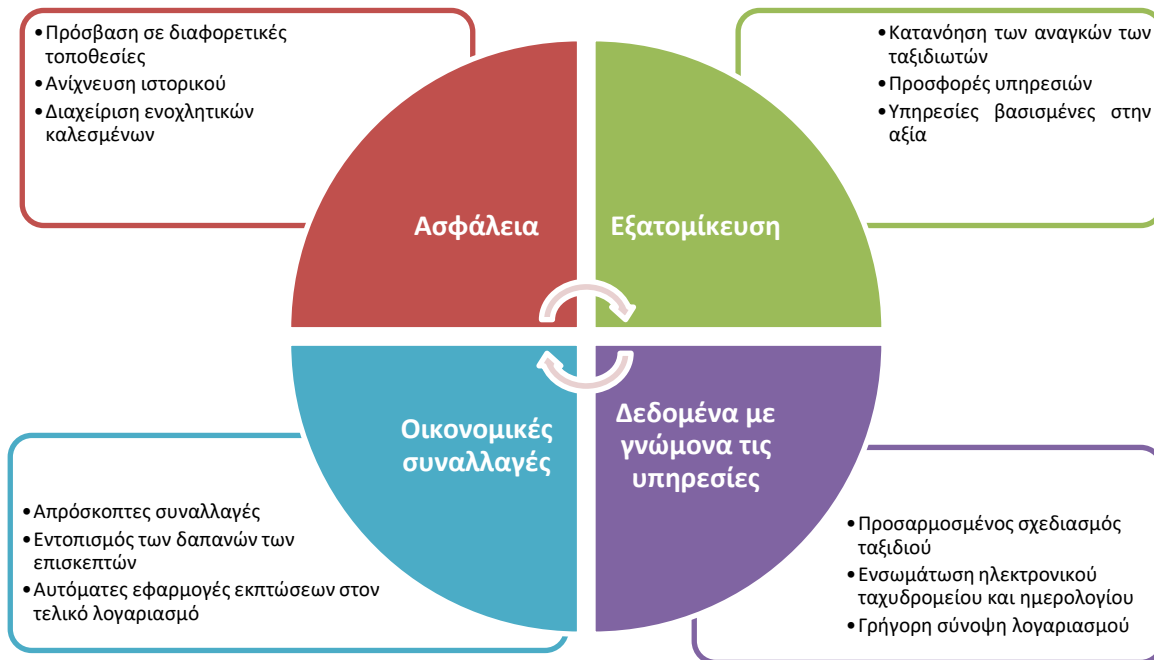 •Πρόσβαση σε διαφορετικές
τοποθεσίες
•Ανίχνευση ιστορικού
•Διαχείριση ενοχλητικών
καλεσμένων
•Κατανόηση των αναγκών των
ταξιδιωτών
•Προσφορές υπηρεσιών
•Υπηρεσίες βασισμένες στην
αξία
Ασφάλεια
Εξατομίκευση
Οικονομικές
συναλλαγές
Δεδομένα με
γνώμονα τις
υπηρεσίες
•Απρόσκοπτες συναλλαγές
•Εντοπισμός των δαπανών των
επισκεπτών
•Αυτόματες εφαρμογές εκπτώσεων στον
τελικό λογαριασμό
•Προσαρμοσμένος σχεδιασμός
ταξιδιού
•Ενσωμάτωση ηλεκτρονικού
ταχυδρομείου και ημερολογίου
•Γρήγορη σύνοψη λογαριασμού